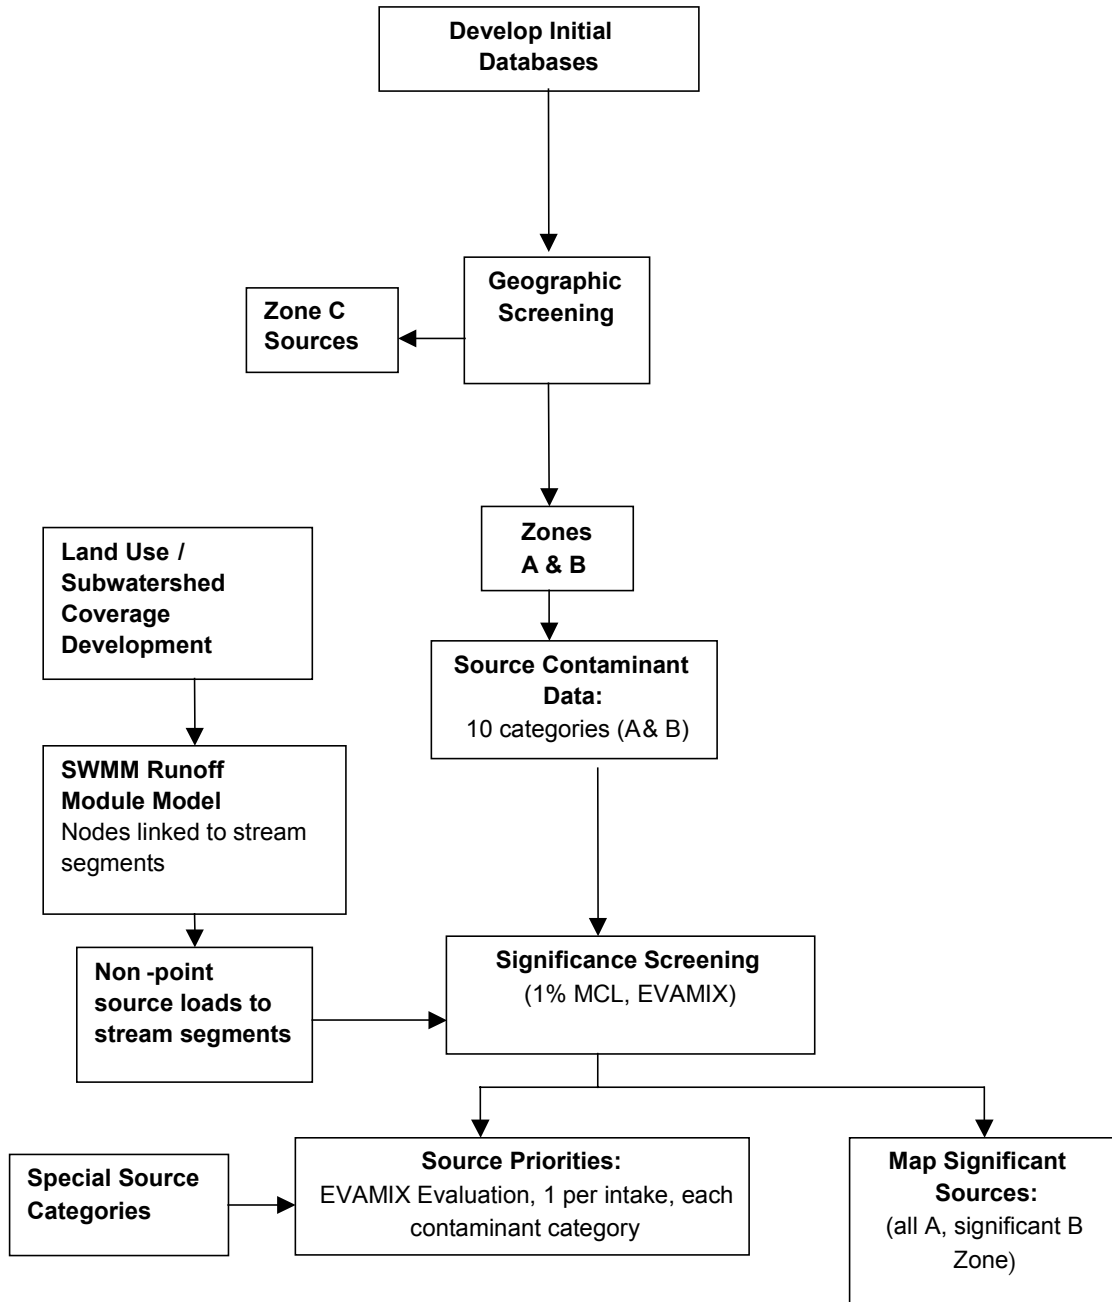 Develop Initial
Databases
Geographic
Screening
Zone C
Sources
Zones
A & B
Land Use /
Subwatershed
Coverage
Development
Source Contaminant
Data:
10 categories (A& B)
SWMM Runoff
Module Model
Nodes linked to stream
segments
Significance Screening
(1% MCL, EVAMIX)
Non -point
source loads to
stream segments
Special Source
Categories
Source Priorities:
EVAMIX Evaluation, 1 per intake, each
contaminant category
Map Significant
Sources:
(all A, significant B
Zone)